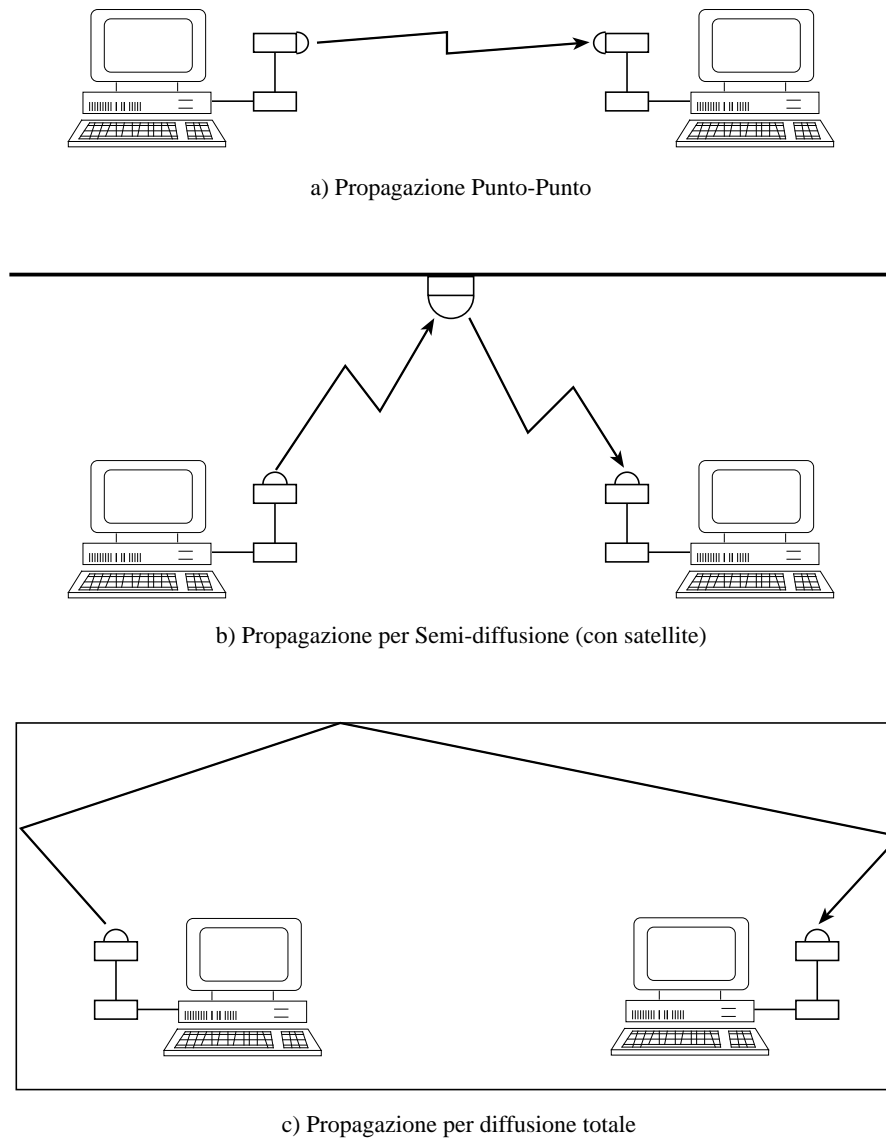 a) Propagazione Punto-Punto
b) Propagazione per Semi-diffusione (con satellite)
c) Propagazione per diffusione totale